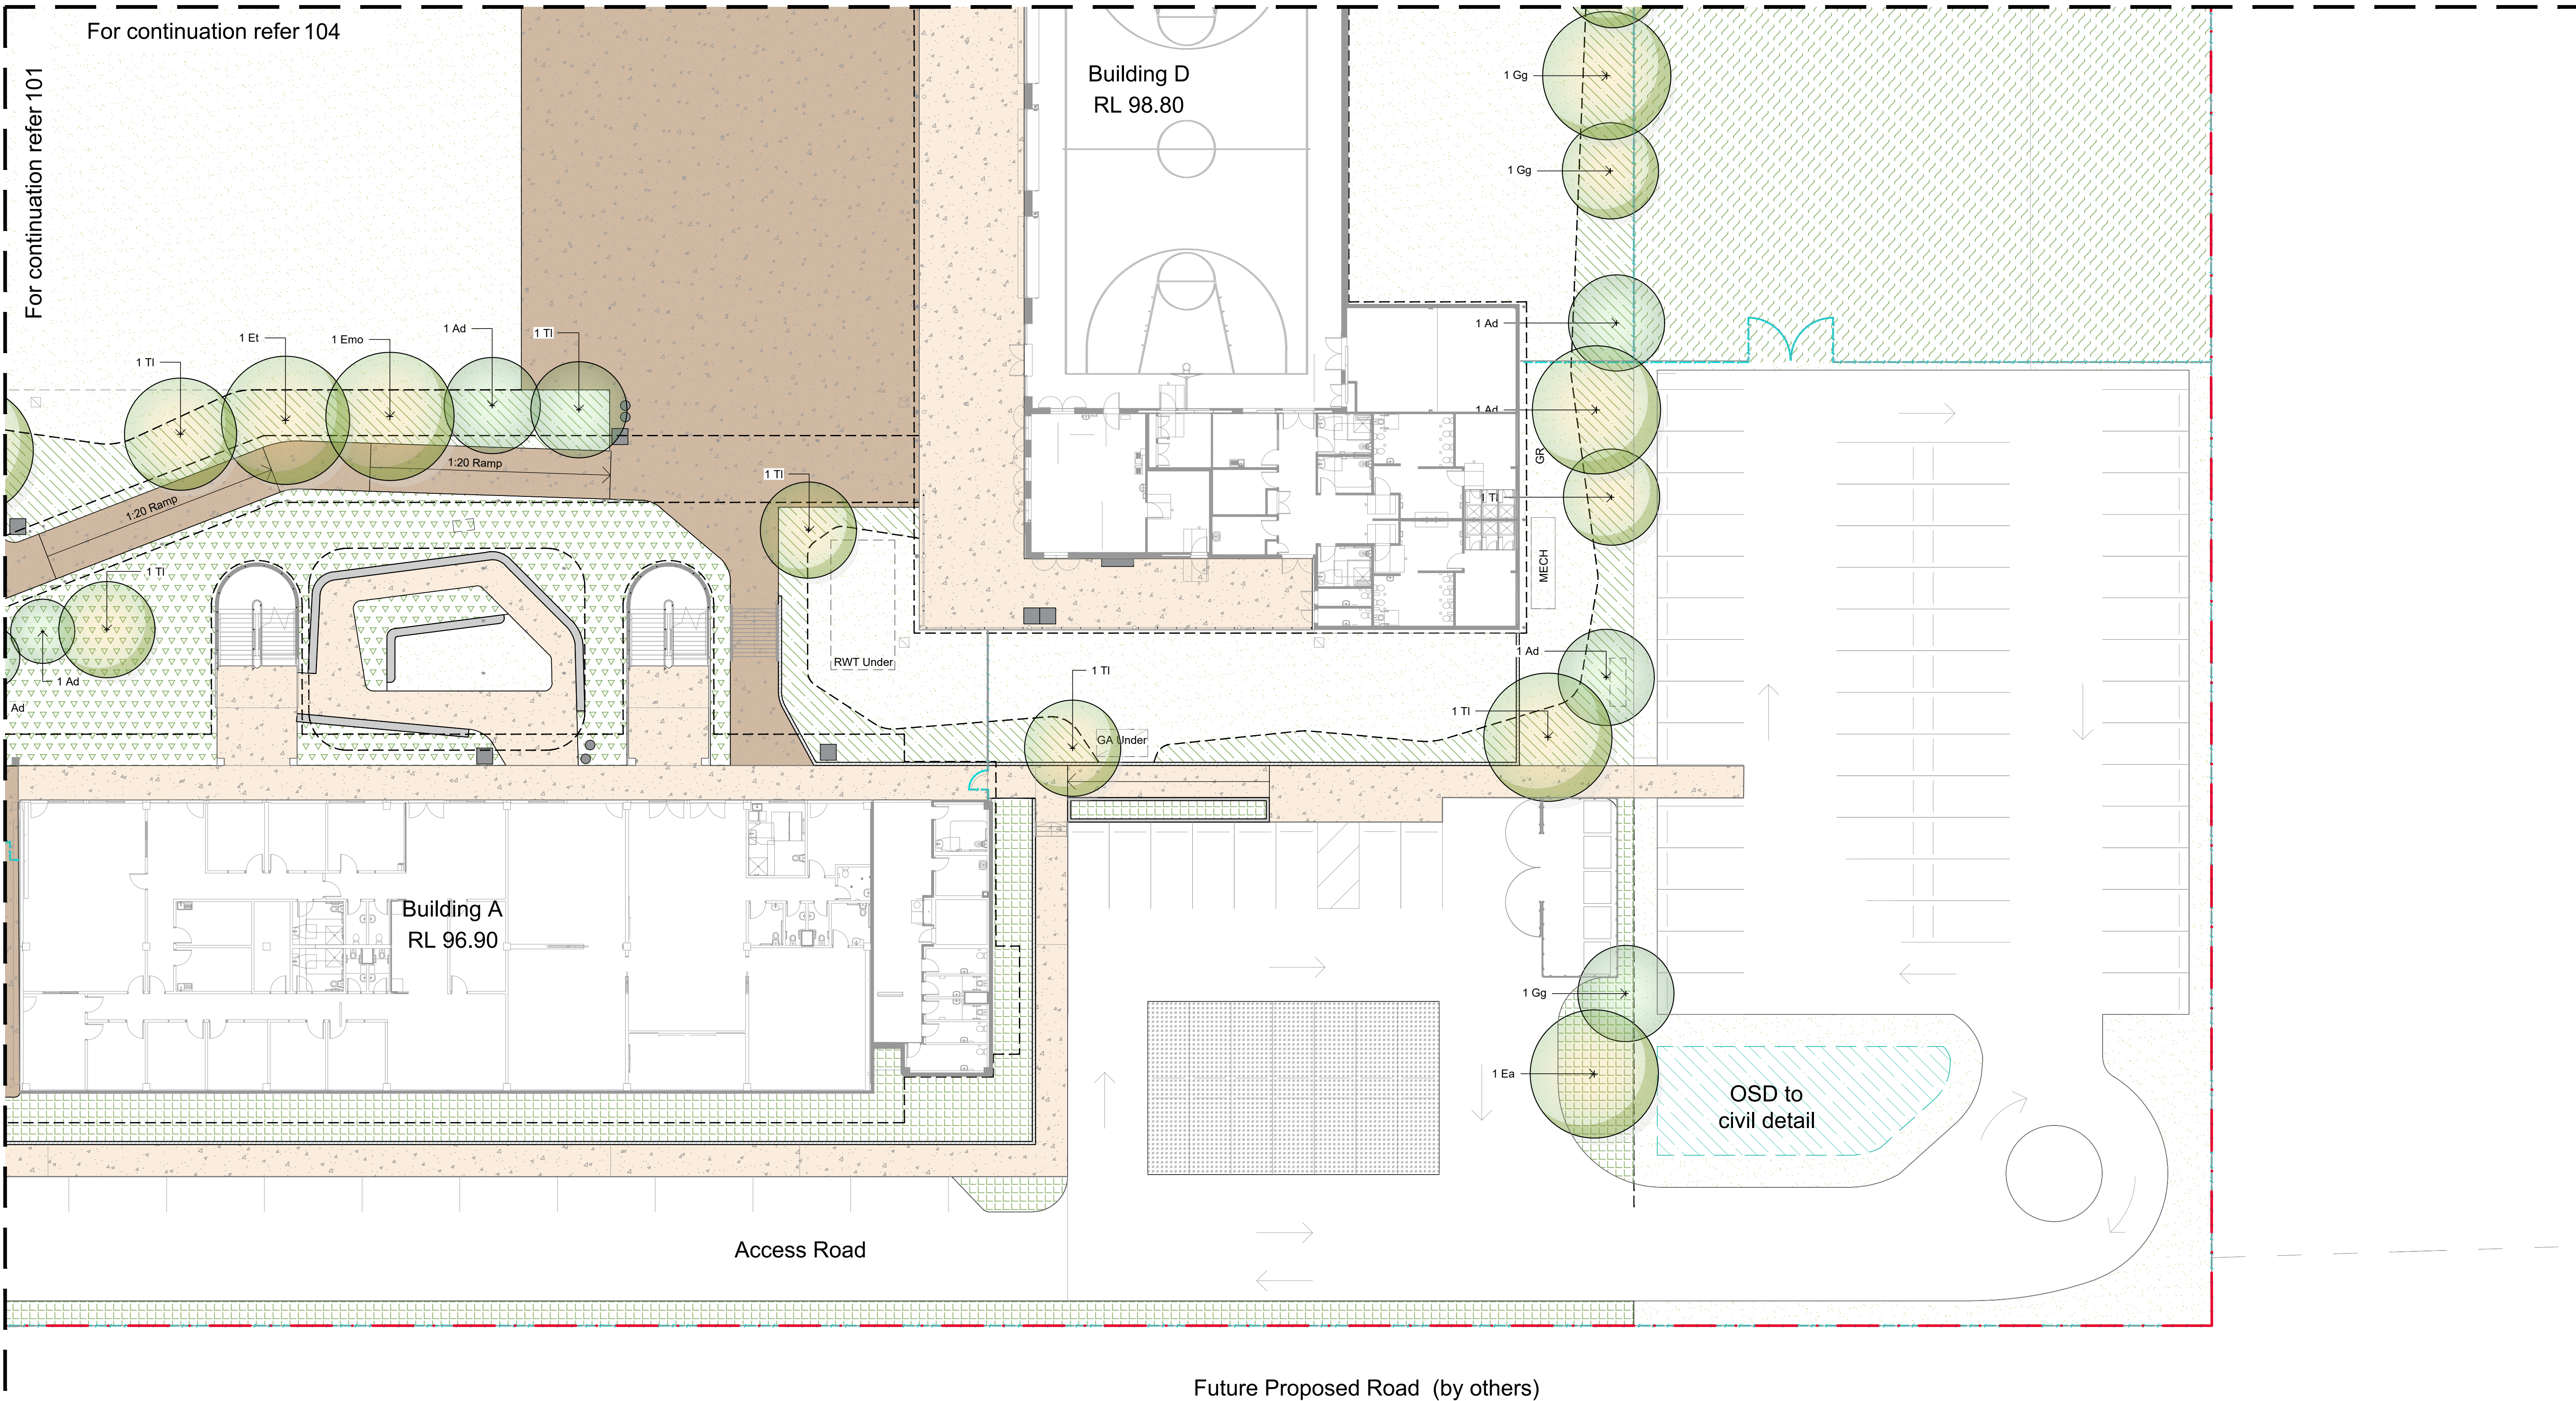 For continuation refer 104
For continuation refer 101
Building D
RL 98.80
1 Gg
1 Gg
1 Ad
1 Ad
1 Tl
1 Et
1 Emo
1 Ad
1 Tl
1 Tl
1:20 Ramp
1:20 Ramp
1 Tl
GR
MECH
1 Tl
1 Ad
Ad
RWT Under
1 Tl
GA Under
1 Ad
1 Tl
Building A
RL 96.90
1 Gg
1 Ea
OSD to
civil detail
Access Road
Future Proposed Road (by others)